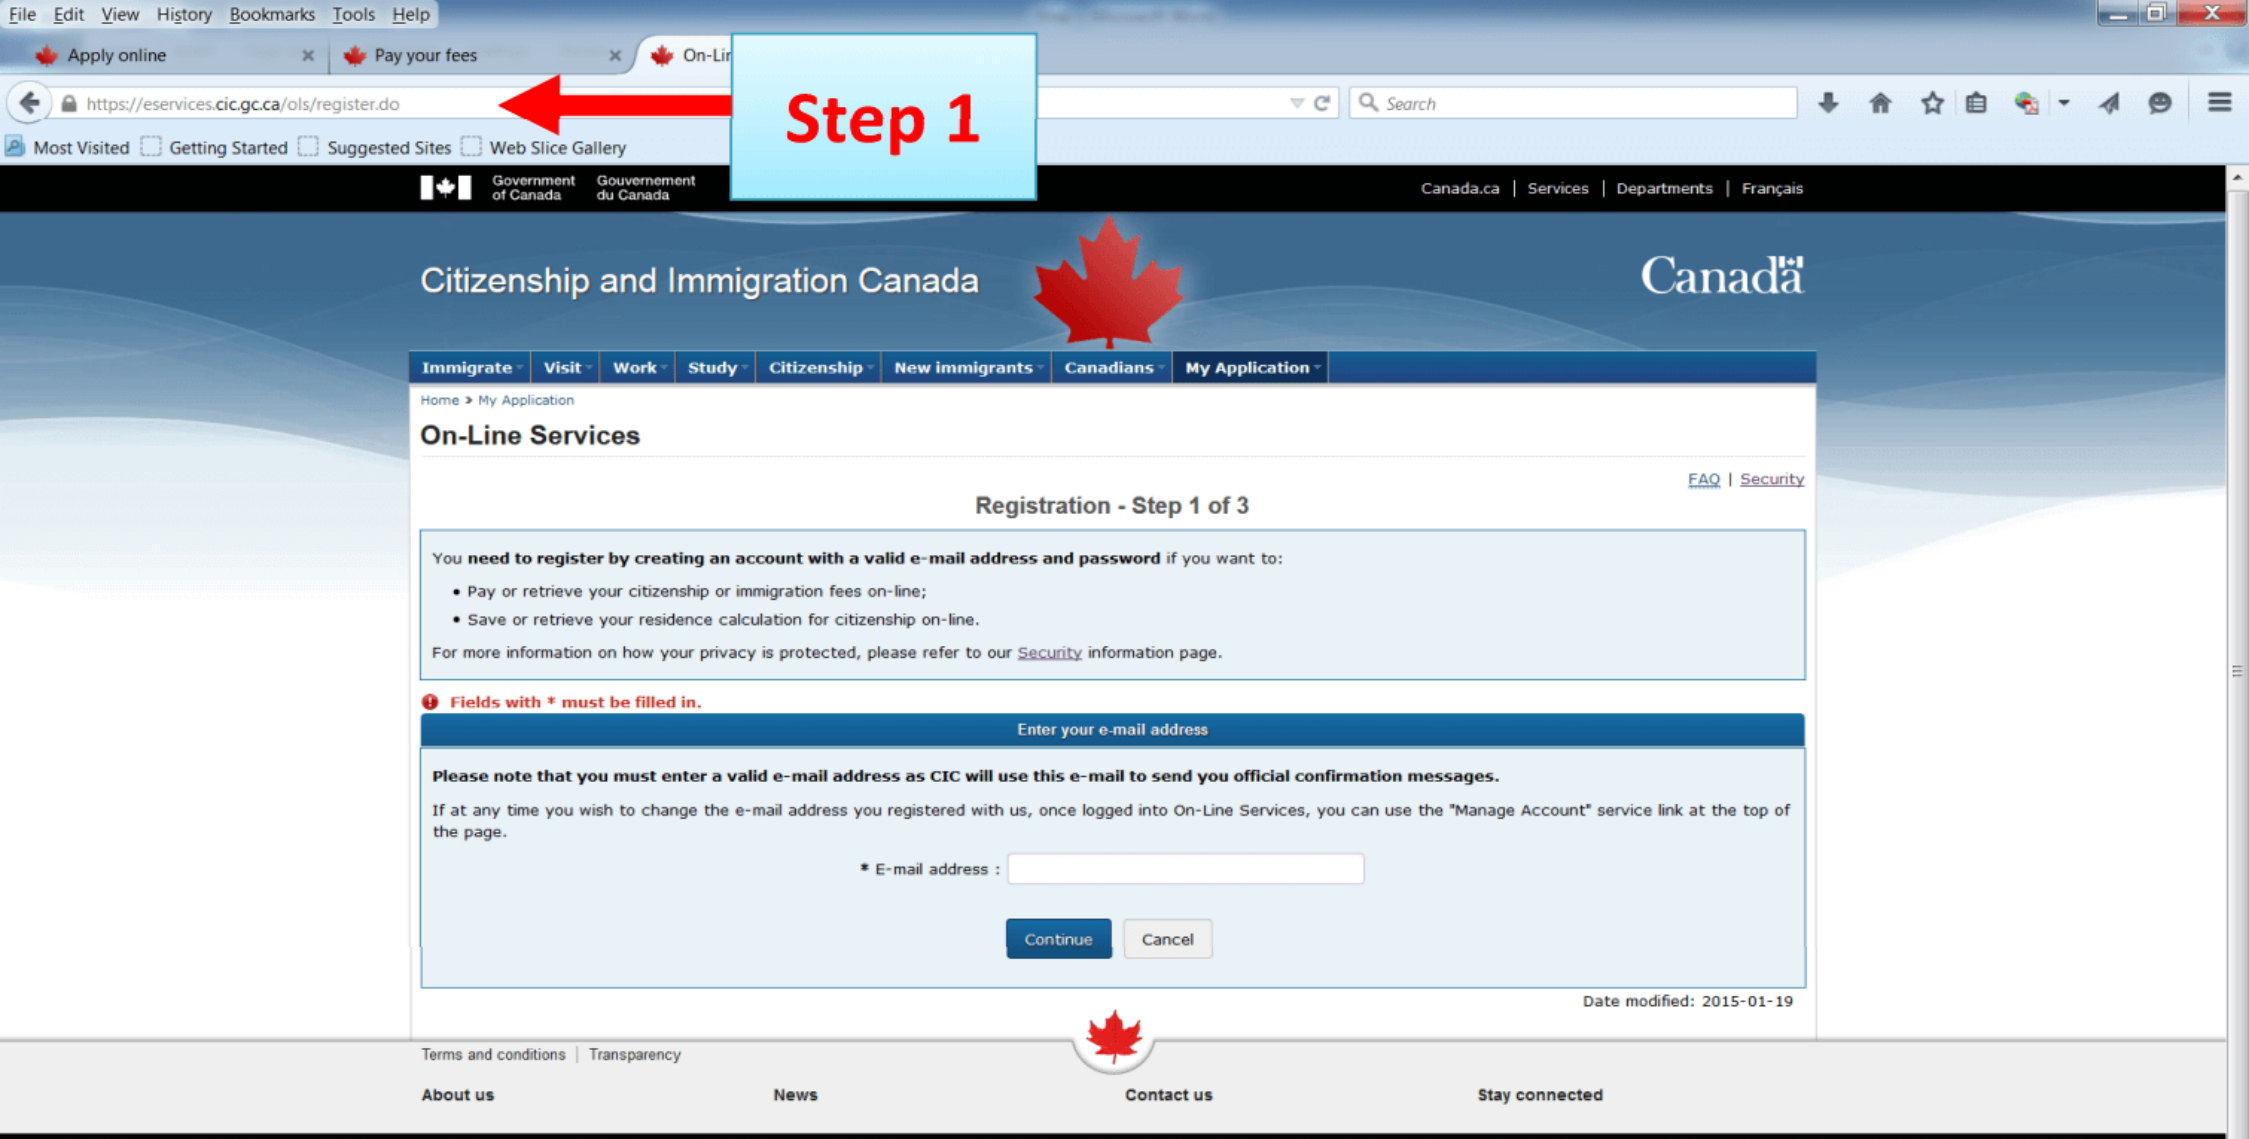 File Edit View History Bookmarks Tools Help
Apply online
Pay your fees
On-Lir
https://eservices.cic.gc.ca/ols/register.do
Step 1
Search
Most Visited Getting Started Suggested Sites Web Slice Gallery
Government of Canada
Gouvernement du Canada
Canada.ca | Services | Departments | Français
Citizenship and Immigration Canada
Canada
Immigrate Visit Work Study Citizenship New immigrants Canadians My Application
Home > My Application
On-Line Services
FAQ | Security
Registration - Step 1 of 3
You need to register by creating an account with a valid e-mail address and password if you want to:
• Pay or retrieve your citizenship or immigration fees on-line;
• Save or retrieve your residence calculation for citizenship on-line.
For more information on how your privacy is protected, please refer to our Security information page.
Fields with * must be filled in.
Enter your e-mail address
Please note that you must enter a valid e-mail address as CIC will use this e-mail to send you official confirmation messages.
If at any time you wish to change the e-mail address you registered with us, once logged into On-Line Services, you can use the "Manage Account" service link at the top of
the page.
* E-mail address :
Continue Cancel
Date modified: 2015-01-19
Terms and conditions | Transparency
About us News Contact us Stay connected